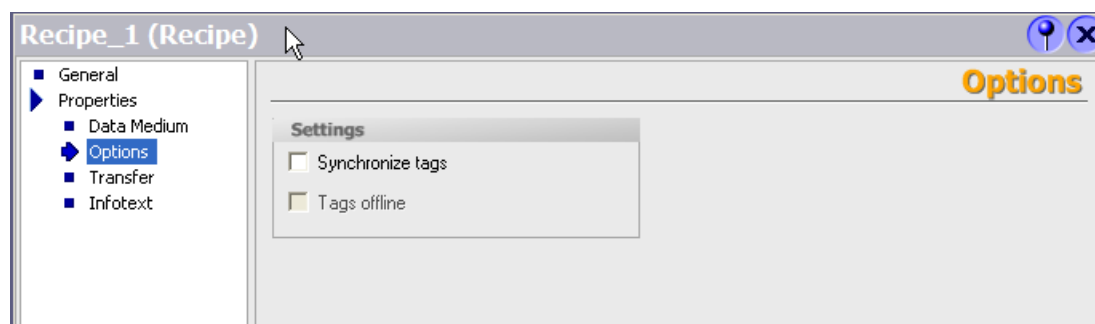 Recipe_1 (Recipe)
General
Properties
Data Medium
Options
Transfer
Infotext
Options
Settings
Synchronize tags
Tags offline